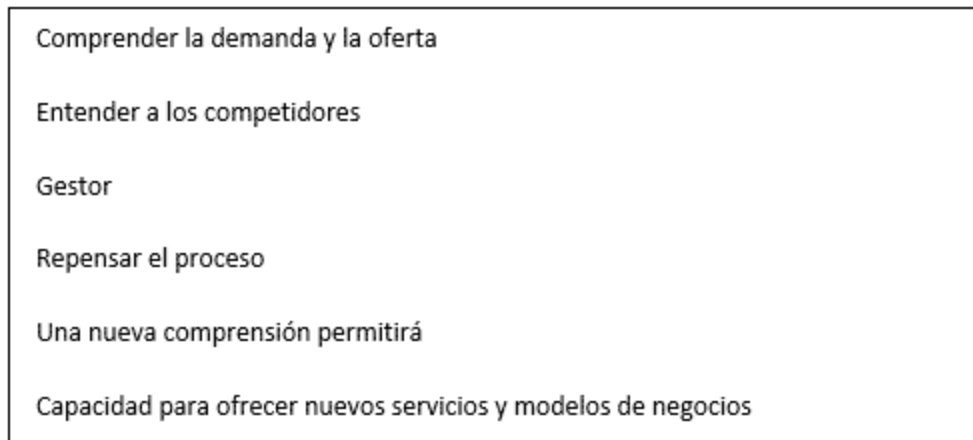 Comprender la demanda y la oferta
Entender a los competidores
Gestor
Repensar el proceso
Una nueva comprensión permitirá
Capacidad para ofrecer nuevos servicios y modelos de negocios